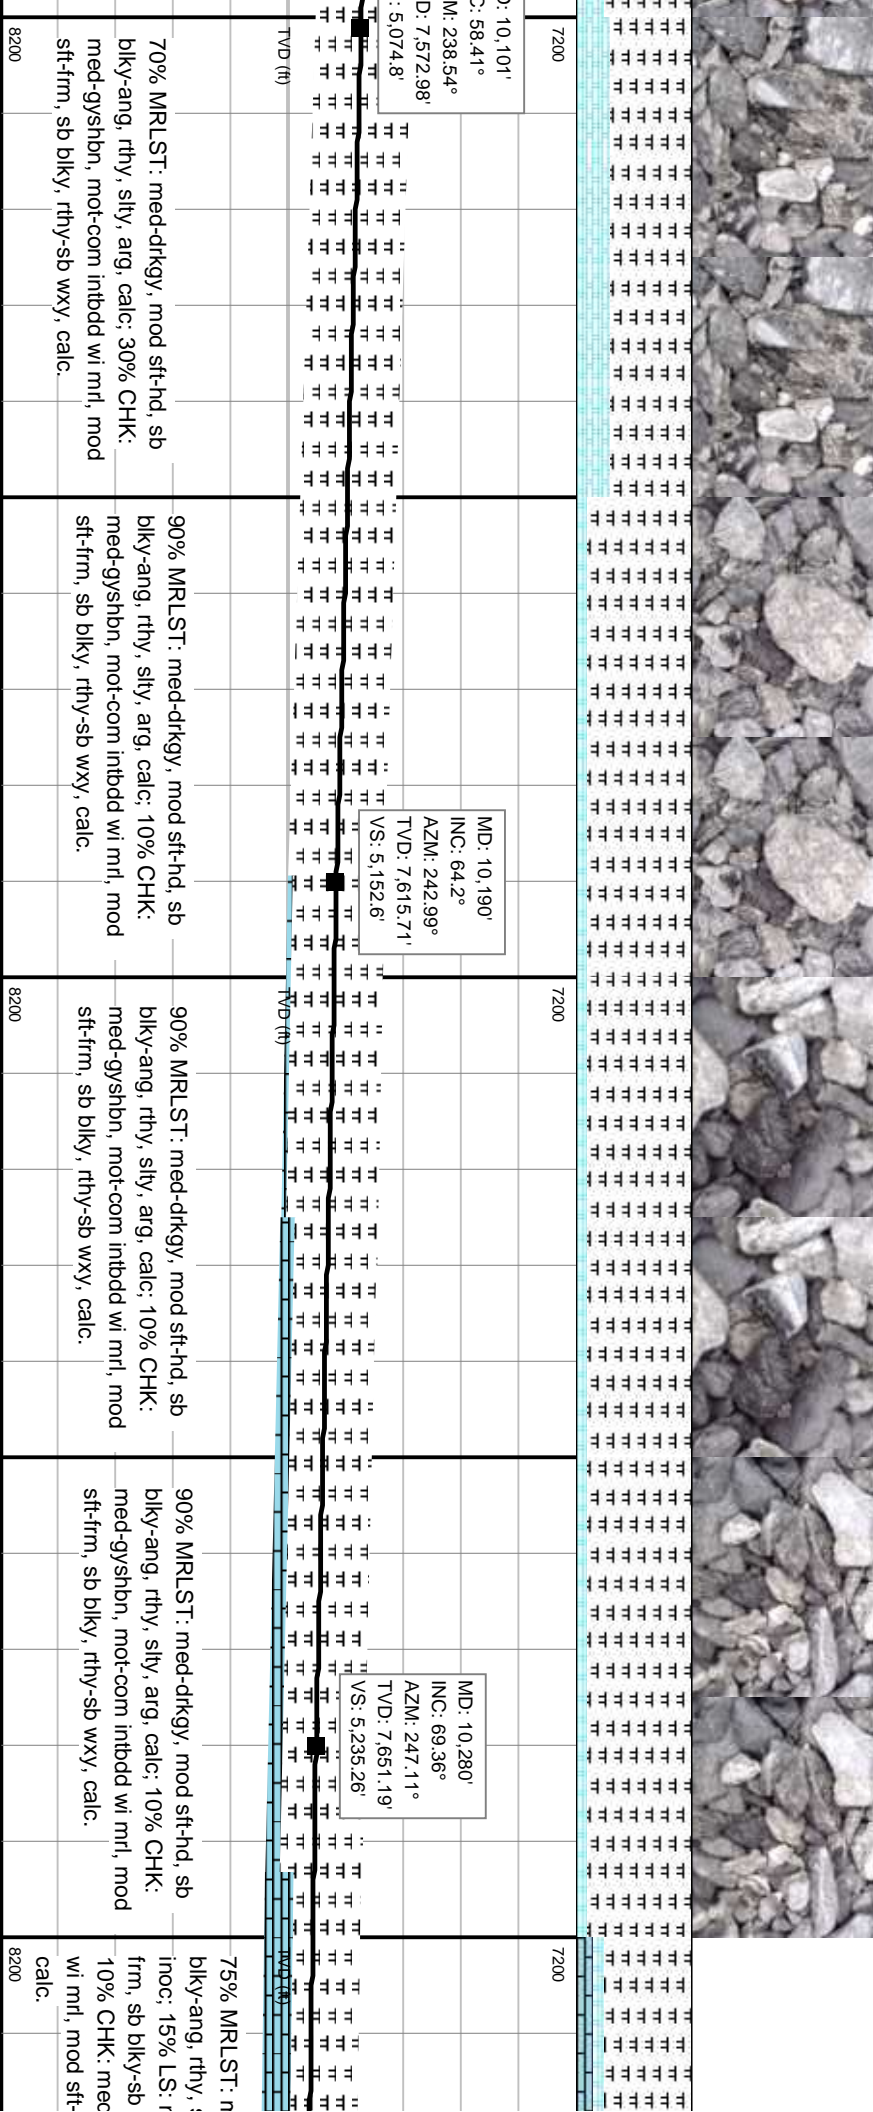 D: 10,101'
C: 58.41°
M: 238.54°
D: 7,572.98'
: 5,074.8'
7200
TVD (ft)
8200
70% MRLST: med-drkgy, mod sft-hd, sb
blky-ang, rthy, slty, arg, calc; 30% CHK:
med-gyshbn, mot-com intbdd wi mrl, mod
sft-frm, sb blky, rthy-sb wxy, calc.
90% MRLST: med-drkgy, mod sft-hd, sb
blky-ang, rthy, slty, arg, calc; 10% CHK:
med-gyshbn, mot-com intbdd wi mrl, mod
sft-frm, sb blky, rthy-sb wxy, calc.
MD: 10,190'
INC: 64.2°
AZM: 242.99°
TVD: 7,615.71'
VS: 5,152.6'
7200
TVD (ft)
8200
90% MRLST: med-drkgy, mod sft-hd, sb
blky-ang, rthy, slty, arg, calc; 10% CHK:
med-gyshbn, mot-com intbdd wi mrl, mod
sft-frm, sb blky, rthy-sb wxy, calc.
90% MRLST: med-drkgy, mod sft-hd, sb
blky-ang, rthy, slty, arg, calc; 10% CHK:
med-gyshbn, mot-com intbdd wi mrl, mod
sft-frm, sb blky, rthy-sb wxy, calc.
MD: 10,280'
INC: 69.36°
AZM: 247.11°
TVD: 7,651.19'
VS: 5,235.26'
7200
TVD (ft)
8200
75% MRLST:
blky-ang, rthy,
inoc; 15% LS:
frm, sb blky-sb
10% CHK: med
wi mrl, mod sft-
calc.